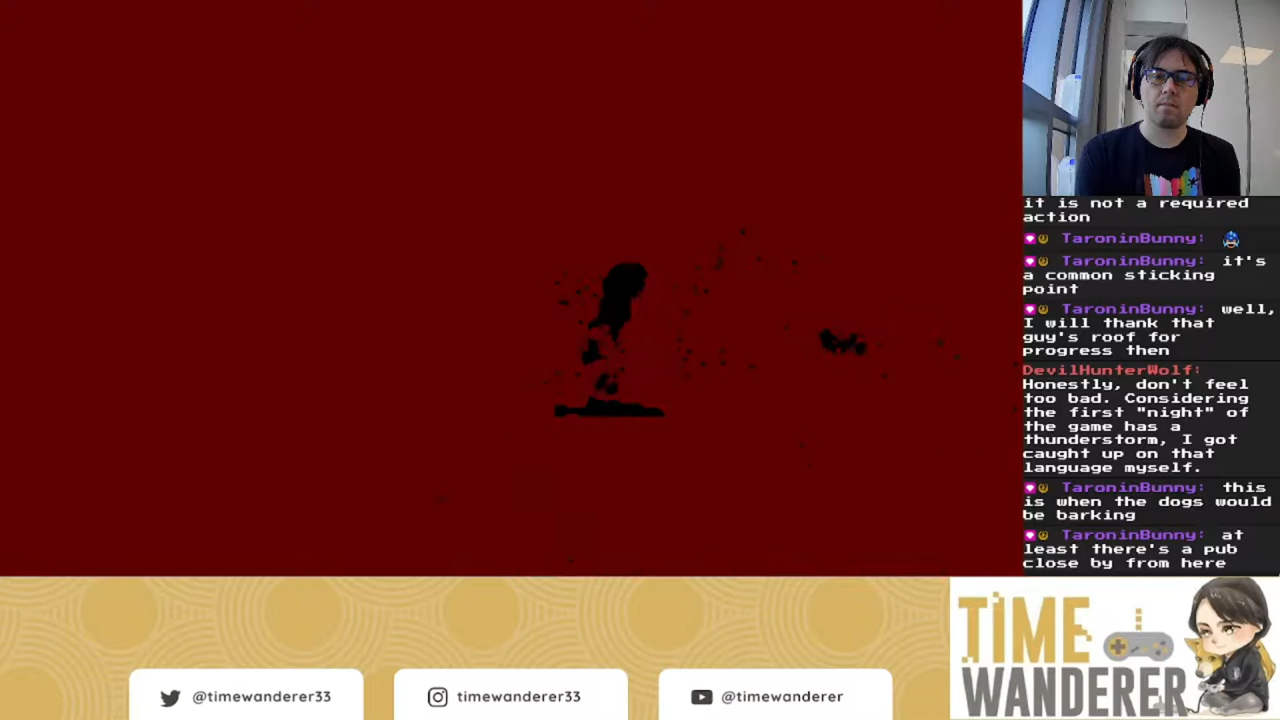 it is not a required
action
TaroninBunny:
TaroninBunny: it's
a common sticking
point
TaroninBunny: well,
I will thank that
guy's roof for
progress then
DevilHunterWolf:
Honestly, don't feel
too bad. Considering
the first "night" of
the game has a
thunderstorm, I got
caught up on that
language myself.
TaroninBunny: this
is when the dogs would
be barking
TaroninBunny: at
least there's a pub
close by from here
@timewanderer33
timewanderer33
@timewanderer
TIME
WANDERER